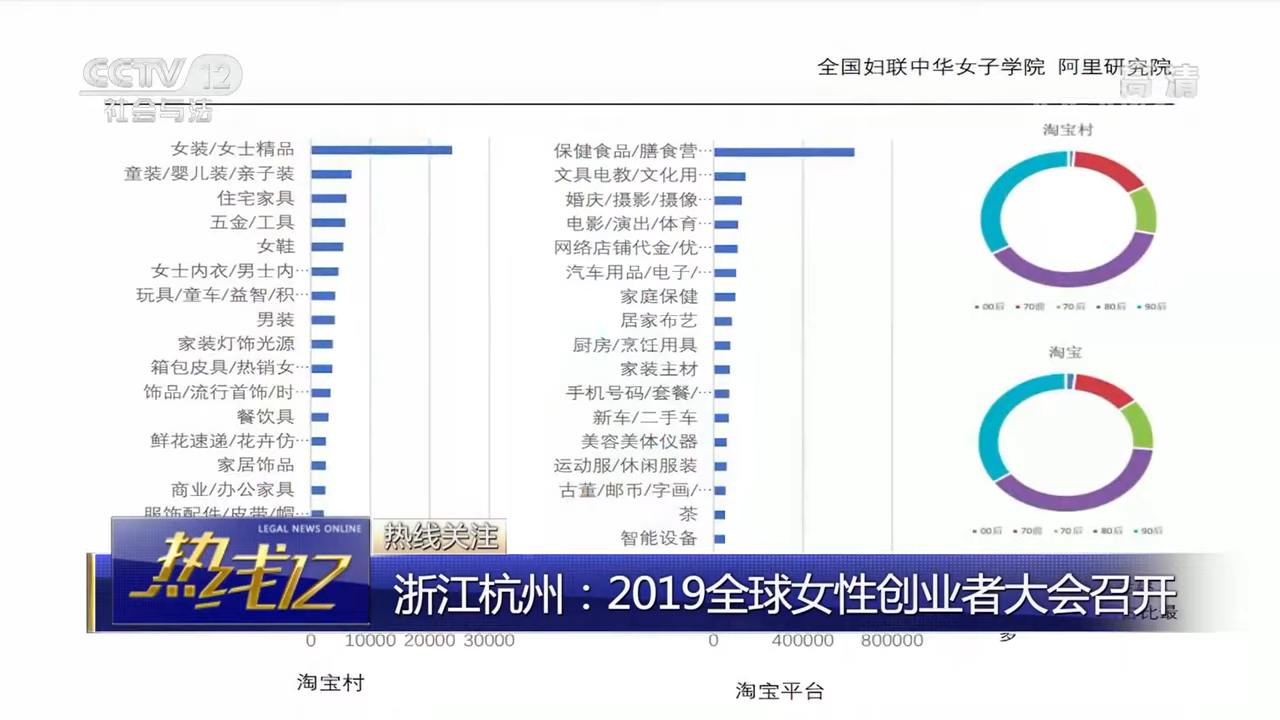 CCTV 12
社会与法
高清
全国妇联中华女子学院 阿里研究院
女装/女士精品
童装/婴儿装/亲子装
住宅家具
五金/工具
女鞋
女士内衣/男士内…
玩具/童车/益智/积…
男装
家装灯饰光源
箱包皮具/热销女…
饰品/流行首饰/时…
餐饮具
鲜花速递/花卉仿…
家居饰品
商业/办公家具
服饰配件/皮带/帽…
0 10000 20000 30000
淘宝村
保健食品/膳食营…
文具电教/文化用…
婚庆/摄影/摄像…
电影/演出/体育…
网络店铺代金/优…
汽车用品/电子/…
家庭保健
居家布艺
厨房/烹饪用具
家装主材
手机号码/套餐/…
新车/二手车
美容美体仪器
运动服/休闲服装
古董/邮币/字画/…
茶
智能设备
0 400000 800000
淘宝平台
淘宝村
00后 70前 70后 80后 90后
淘宝
00后 70前 70后 80后 90后
比最
多
LEGAL NEWS ONLINE
热线12
热线关注
浙江杭州：2019全球女性创业者大会召开